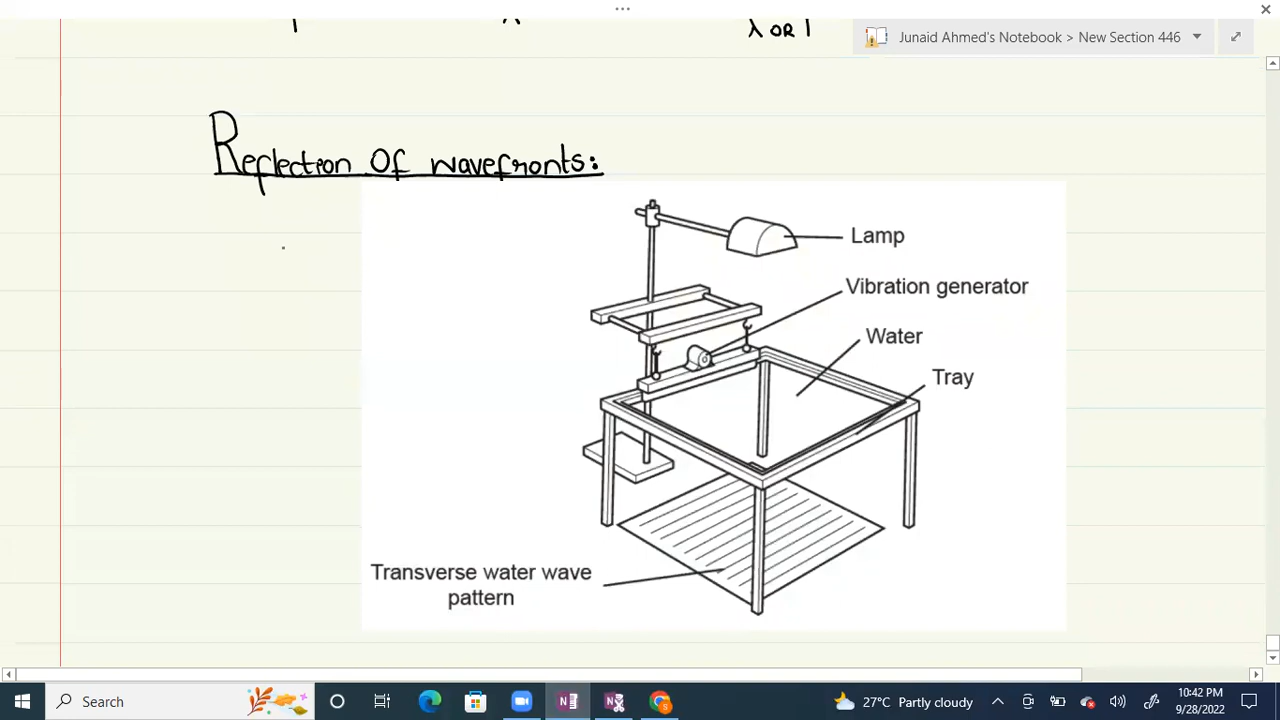 λ OR
Junaid Ahmed's Notebook > New Section 446
Reflection Of wavefronts:
Lamp
Vibration generator
Water
Tray
Transverse water wave
pattern
Search
27°C Partly cloudy
10:42 PM
9/28/2022